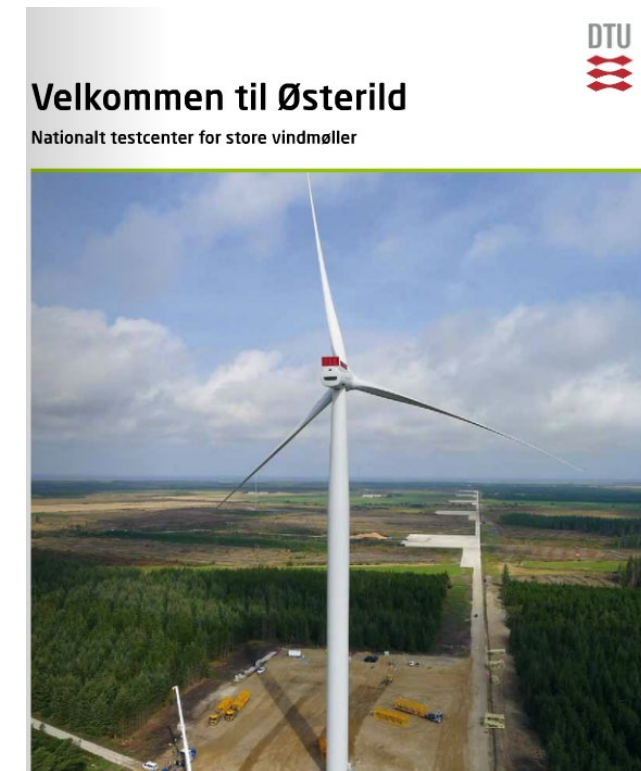 DTU
Velkommen til Østerild
Nationalt testcenter for store vindmøller